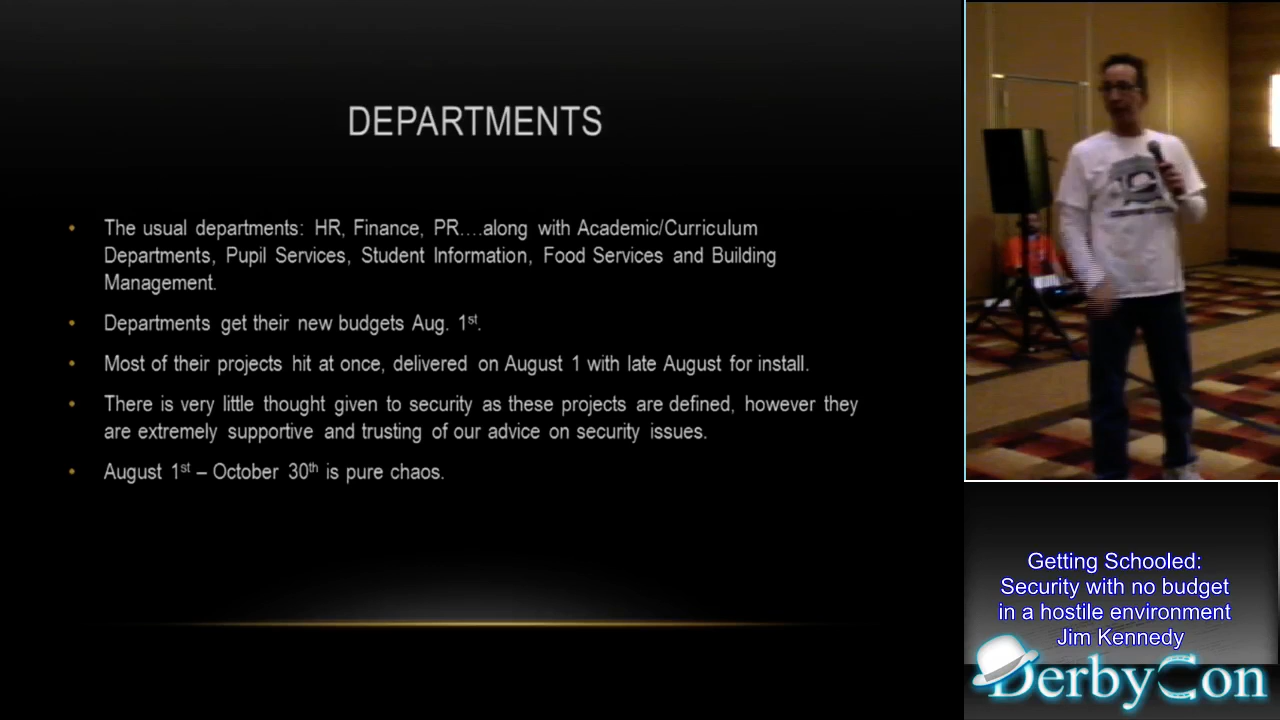 DEPARTMENTS
• The usual departments: HR, Finance, PR….along with Academic/Curriculum
Departments, Pupil Services, Student Information, Food Services and Building
Management.
• Departments get their new budgets Aug. 1st.
• Most of their projects hit at once, delivered on August 1 with late August for install.
• There is very little thought given to security as these projects are defined, however they
are extremely supportive and trusting of our advice on security issues.
• August 1st – October 30th is pure chaos.
Getting Schooled:
Security with no budget
in a hostile environment
Jim Kennedy
DerbyCon